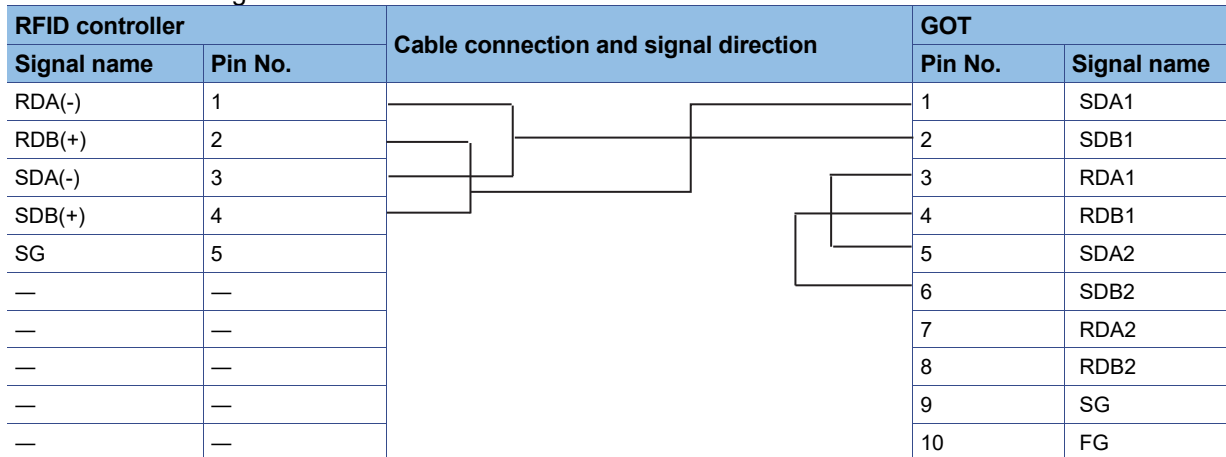 RFID controller Cable connection and signal direction GOT
Signal name Pin No. Pin No. Signal name
RDA(-) 1 1 SDA1
RDB(+) 2 2 SDB1
SDA(-) 3 3 RDA1
SDB(+) 4 4 RDB1
SG 5 5 SDA2
— — 6 SDB2
— — 7 RDA2
— — 8 RDB2
— — 9 SG
— — 10 FG